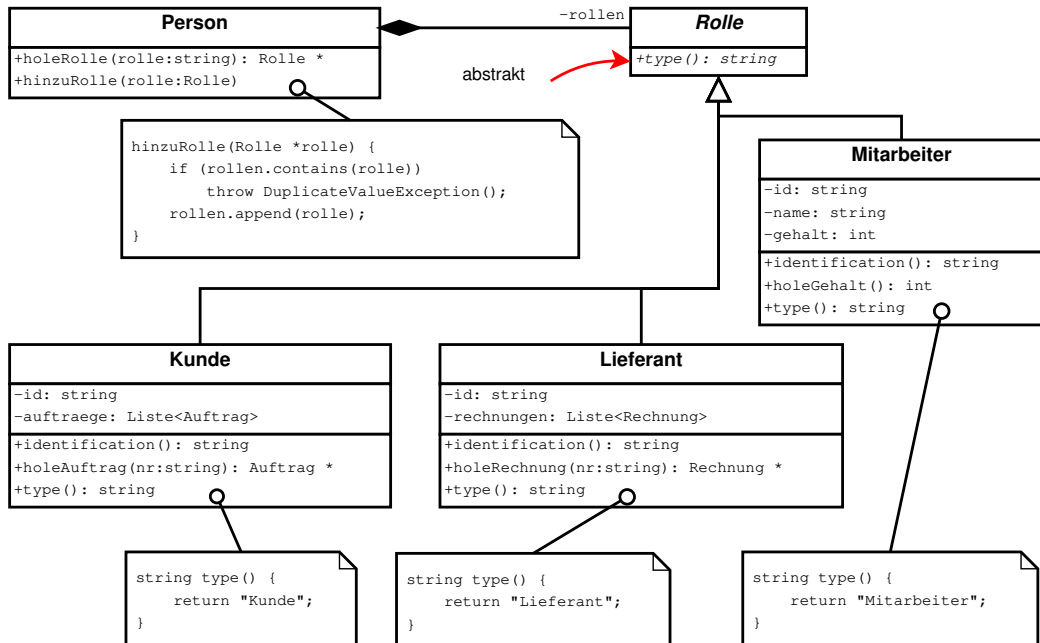 Person
+holeRolle(rolle:string): Rolle *
+hinzuRolle(rolle:Rolle)
−rollen
Rolle
+type(): string
abstrakt
hinzuRolle(Rolle *rolle) {
if (rollen.contains(rolle))
throw DuplicateValueException();
rollen.append(rolle);
}
Mitarbeiter
−id: string
−name: string
−gehalt: int
+identification(): string
+holeGehalt(): int
+type(): string
Kunde
−id: string
−auftraege: Liste<Auftrag>
+identification(): string
+holeAuftrag(nr:string): Auftrag *
+type(): string
Lieferant
−id: string
−rechnungen: Liste<Rechnung>
+identification(): string
+holeRechnung(nr:string): Rechnung *
+type(): string
string type() {
return "Kunde";
}
string type() {
return "Lieferant";
}
string type() {
return "Mitarbeiter";
}